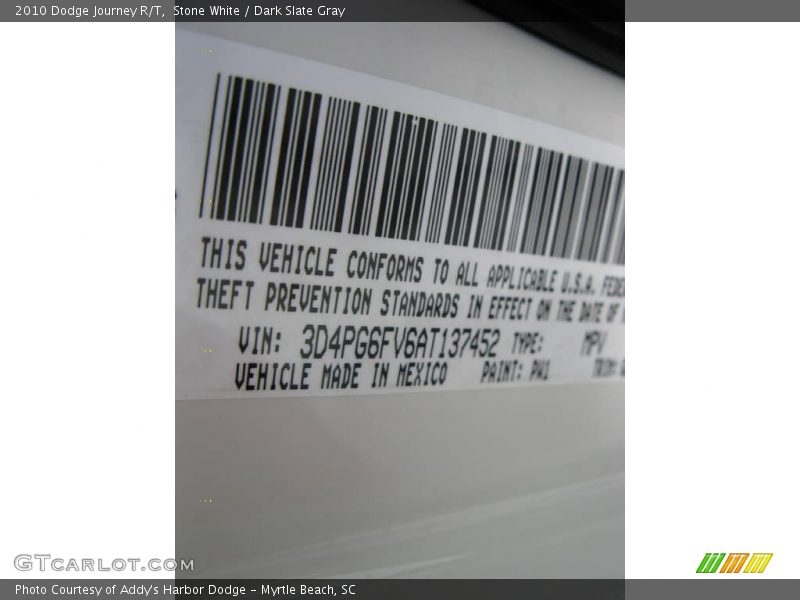 2010 Dodge Journey R/T, Stone White / Dark Slate Gray
THIS VEHICLE CONFORMS TO ALL APPLICABLE U.S.A.
THEFT PREVENTION STANDARDS IN EFFECT ON THE DATE OF
VIN: 3D4PG6FV6AT137452 TYPE: MPV
VEHICLE MADE IN MEXICO PAINT: PW1 TRIM:
GTCARLOT.COM
Photo Courtesy of Addy's Harbor Dodge - Myrtle Beach, SC